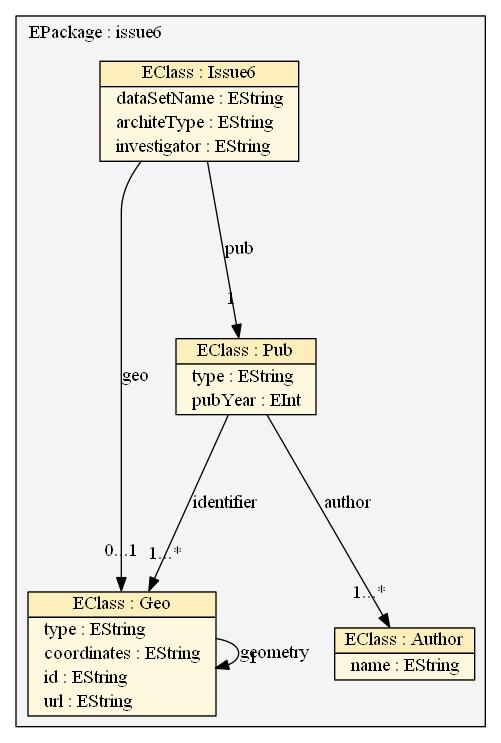 EPackage : issue6
EClass : Issue6
dataSetName : EString
architeType : EString
investigator : EString
pub
1
EClass : Pub
type : EString
pubYear : EInt
geo
identifier
author
0...1
1...*
1...*
EClass : Geo
type : EString
coordinates : EString
id : EString
url : EString
geometry
1
EClass : Author
name : EString